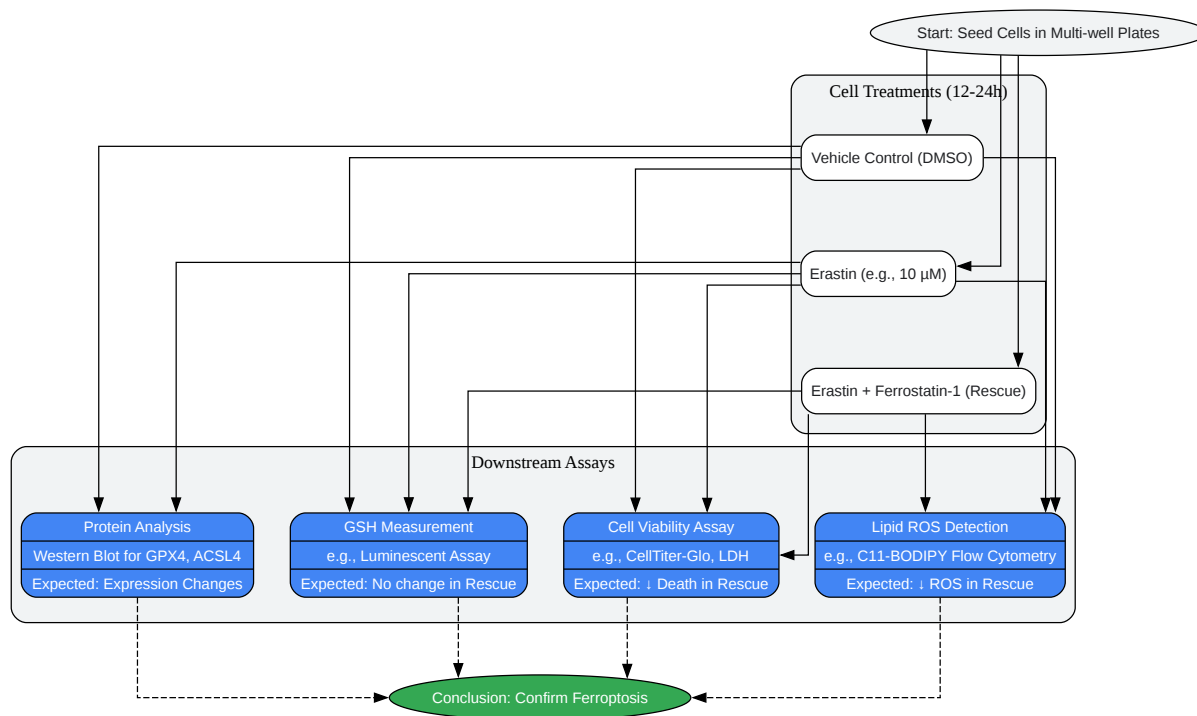 Start: Seed Cells in Multi-well Plates
Cell Treatments (12-24h)
Vehicle Control (DMSO)
Erastin (e.g., 10 µM)
Erastin + Ferrostatin-1 (Rescue)
Downstream Assays
Protein Analysis
Western Blot for GPX4, ACSL4
Expected: Expression Changes
GSH Measurement
e.g., Luminescent Assay
Expected: No change in Rescue
Cell Viability Assay
e.g., CellTiter-Glo, LDH
Expected: ↓ Death in Rescue
Lipid ROS Detection
e.g., C11-BODIPY Flow Cytometry
Expected: ↓ ROS in Rescue
Conclusion: Confirm Ferroptosis